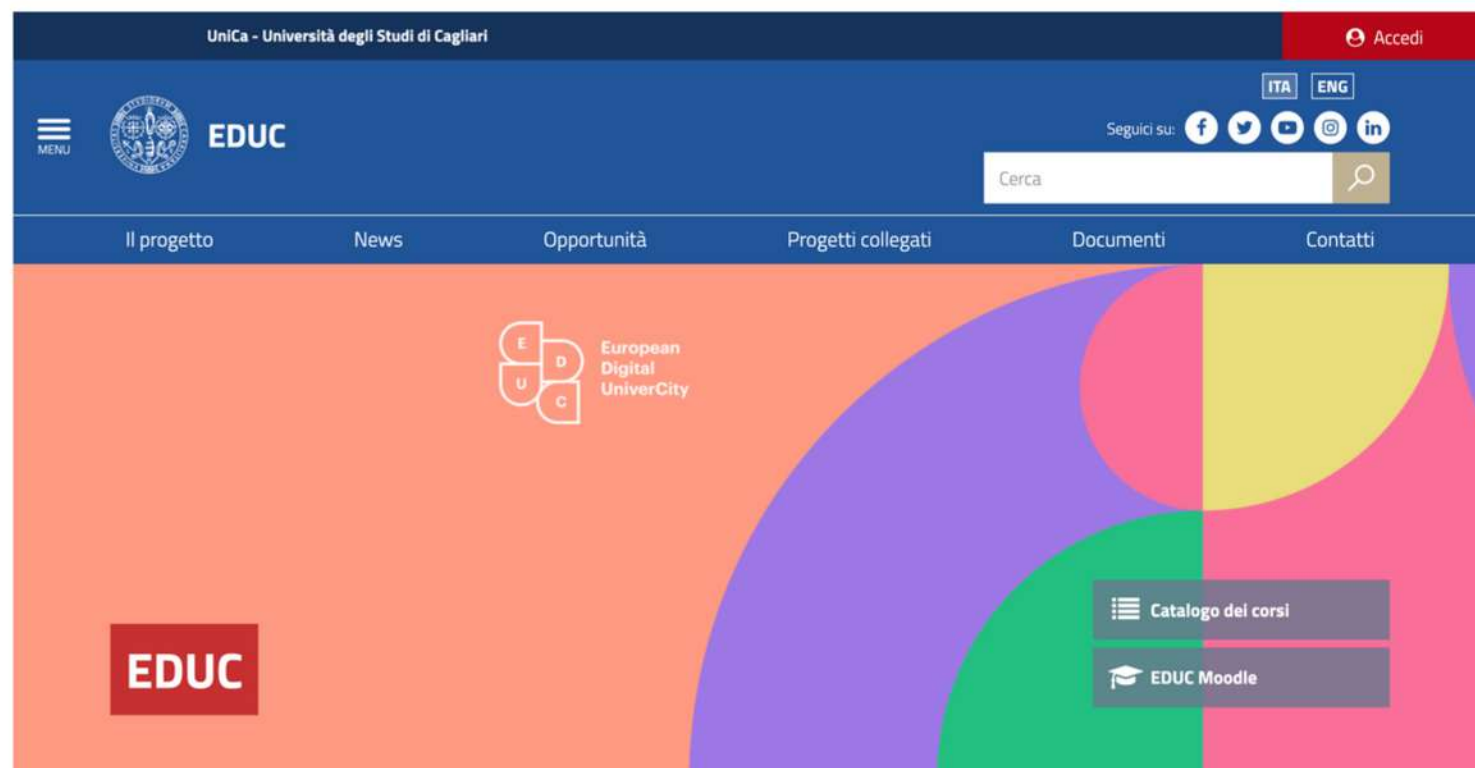 UniCa - Università degli Studi di Cagliari
Accedi
ITA ENG
MENU
EDUC
Seguici su:
Cerca
Il progetto News Opportunità Progetti collegati Documenti Contatti
E D U C
European
Digital
UniverCity
Catalogo dei corsi
EDUC
EDUC Moodle